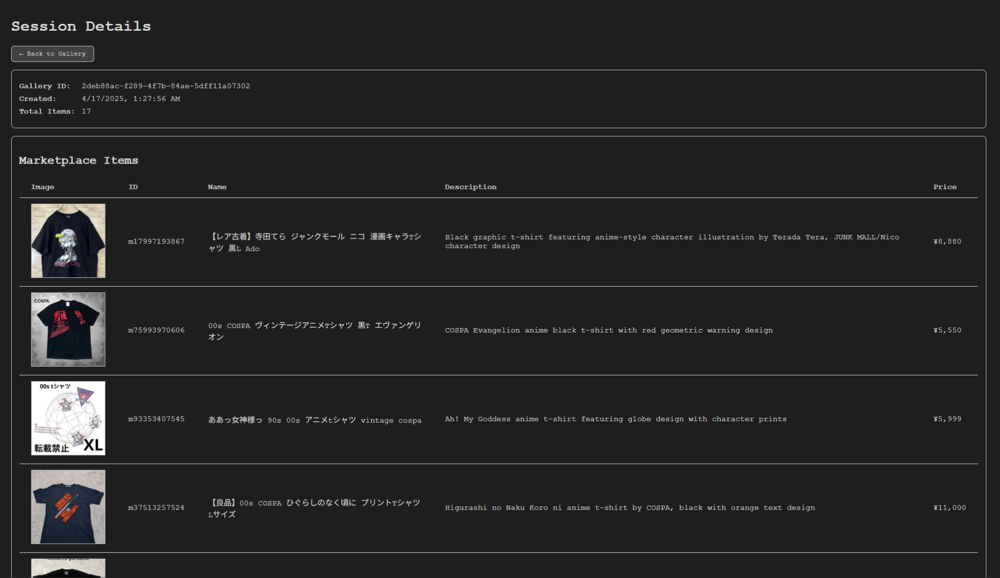 Session Details
← Back to Gallery
Gallery ID: 2deb88ac-f289-4f7b-84ae-5dff11a07302
Created: 4/17/2025, 1:27:56 AM
Total Items: 17
Marketplace Items
Image ID Name Description Price
m17997193867
【レア古着】寺田てら ジャンクモール ニコ 漫画キャラTシ
ャツ 黒L Ado
Black graphic t-shirt featuring anime-style character illustration by Terada Tera, JUNK MALL/Nico
character design
¥8,880
COSPA
m75993970606
00s COSPA ヴィンテージアニメTシャツ 黒T エヴァンゲリ
オン
COSPA Evangelion anime black t-shirt with red geometric warning design
¥5,550
00s tシャツ
PEACE
転載禁止 XL
m93353407545
ああっ女神様っ 90s 00s アニメtシャツ vintage cospa
Ah! My Goddess anime t-shirt featuring globe design with character prints
¥5,999
GOOD BYE
m37513257524
【良品】00s COSPA ひぐらしのなく頃に プリントTシャツ
Lサイズ
Higurashi no Naku Koro ni anime t-shirt by COSPA, black with orange text design
¥11,000